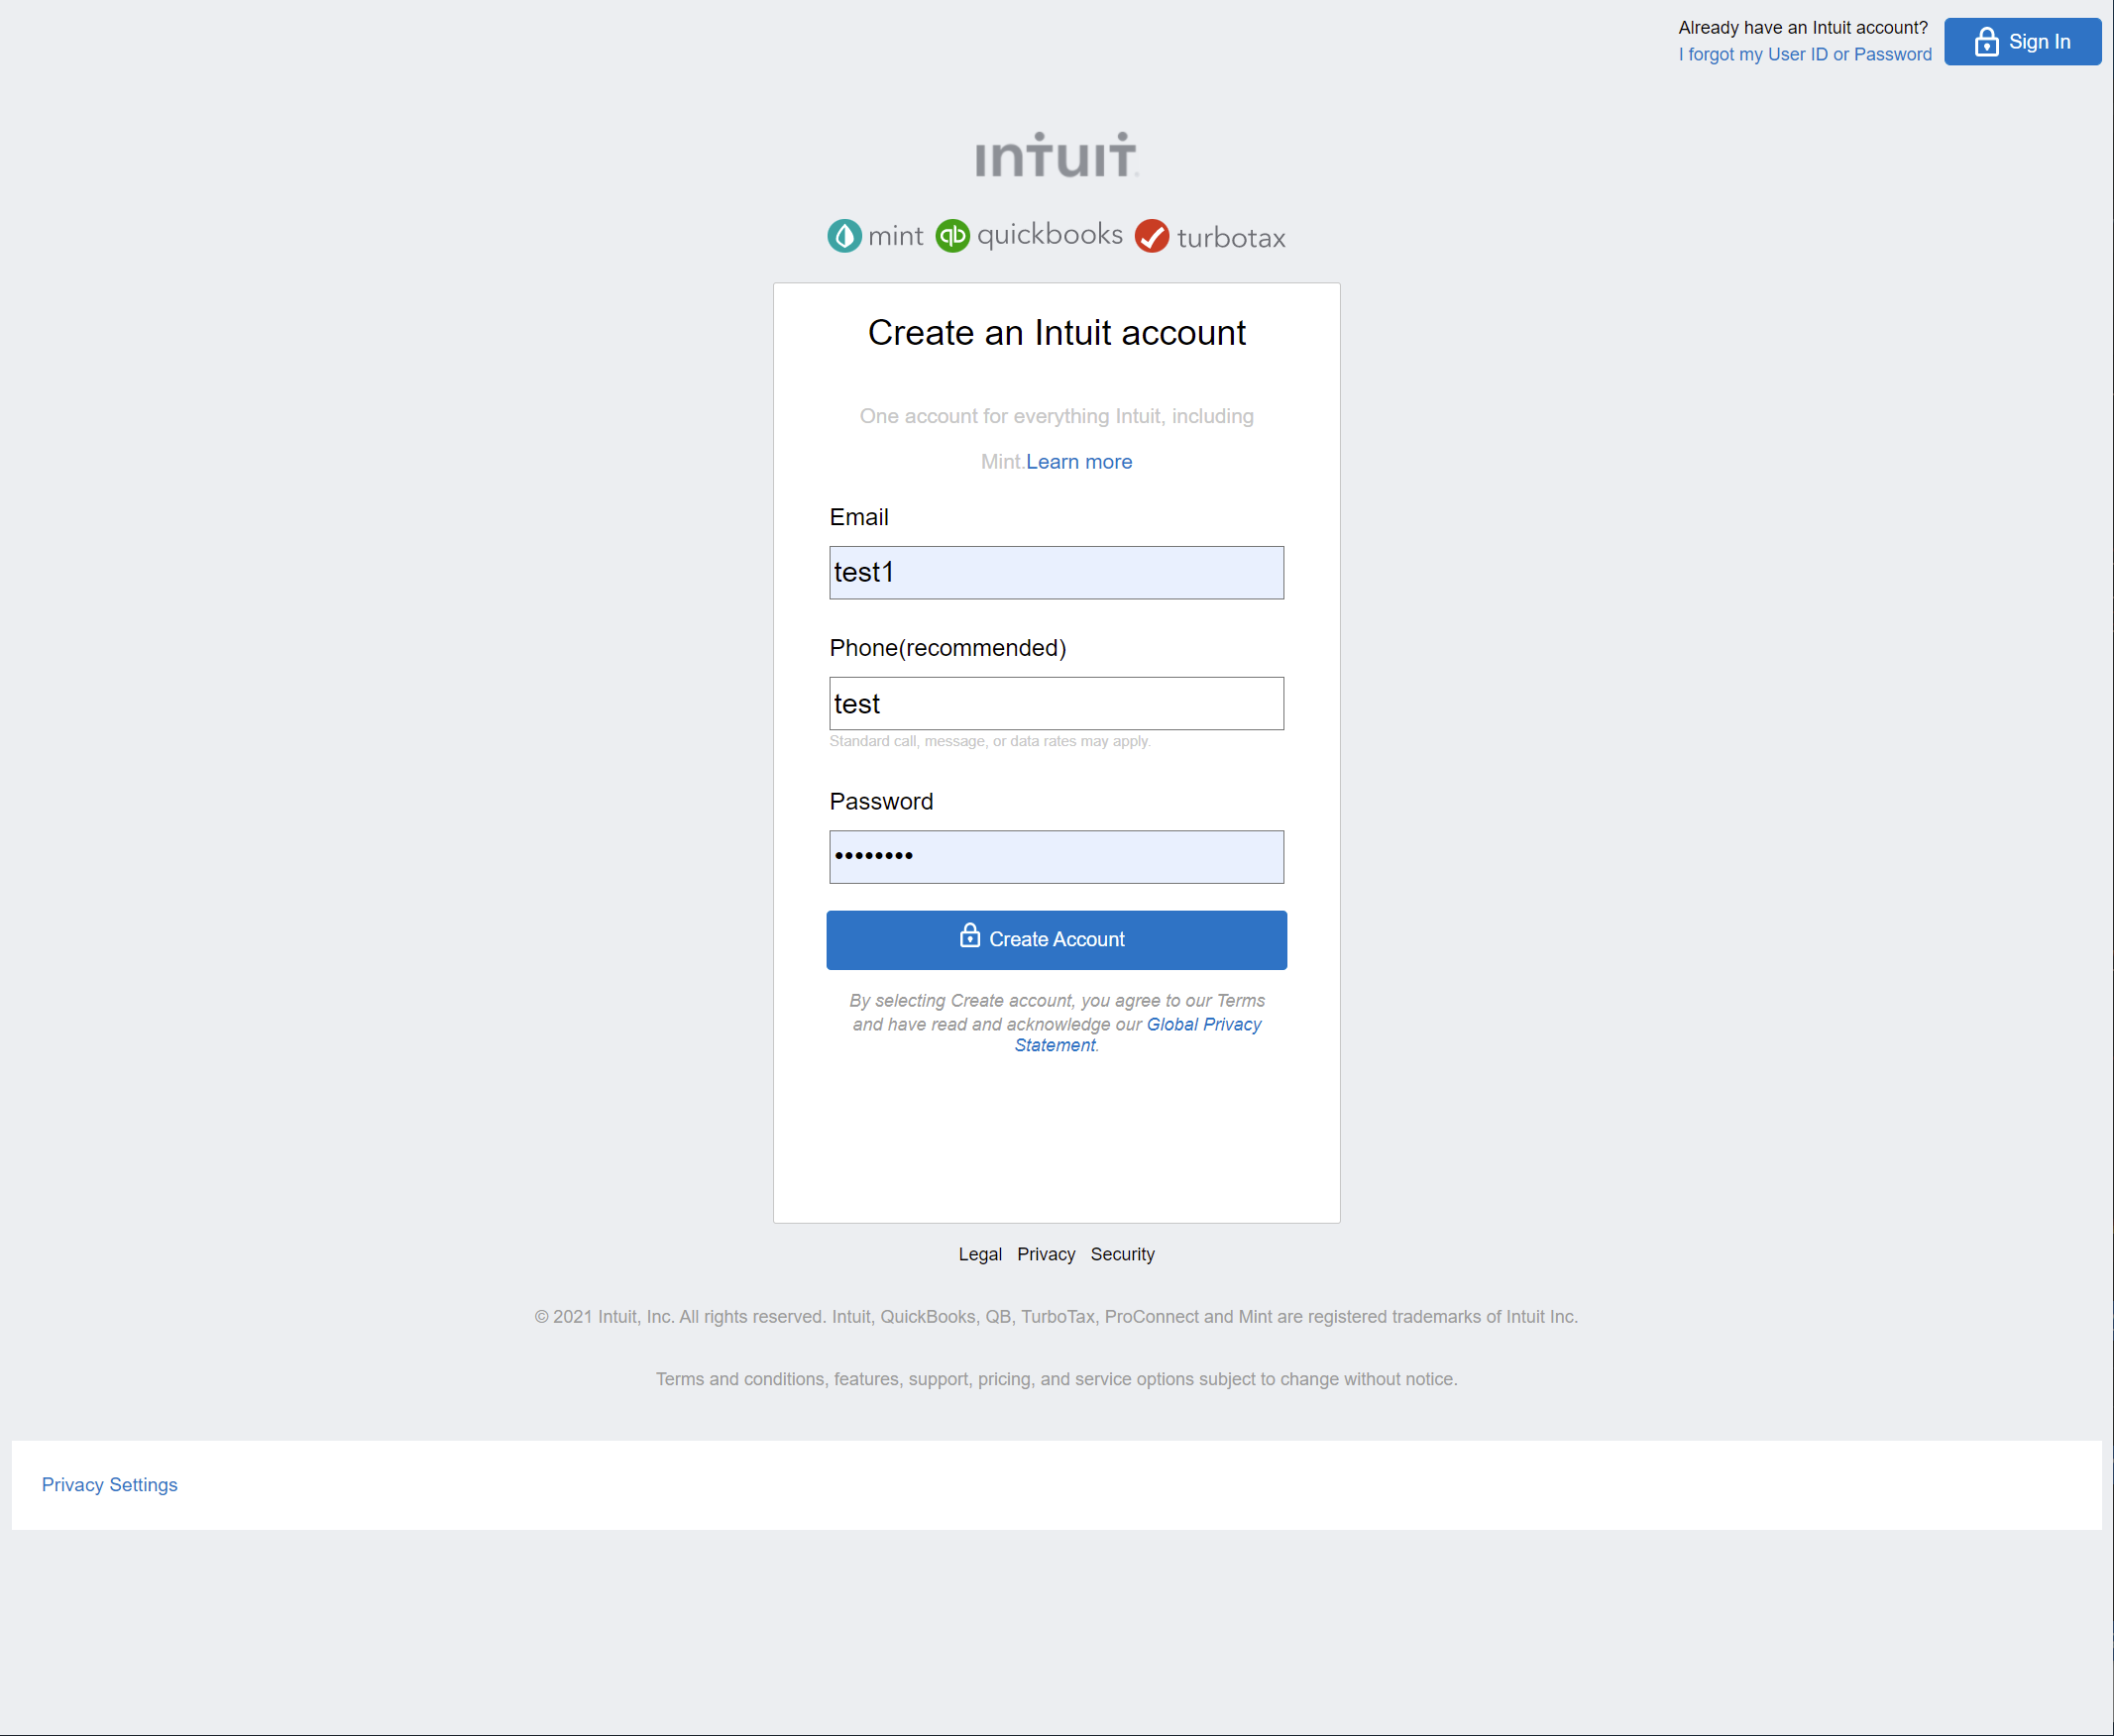 Already have an Intuit account?
I forgot my User ID or Password
Sign In
intuit
mint quickbooks turbotax
Create an Intuit account
One account for everything Intuit, including
Mint.Learn more
Email
test1
Phone(recommended)
test
Standard call, message, or data rates may apply.
Password
••••••••
Create Account
By selecting Create account, you agree to our Terms
and have read and acknowledge our Global Privacy
Statement.
Legal Privacy Security
© 2021 Intuit, Inc. All rights reserved. Intuit, QuickBooks, QB, TurboTax, ProConnect and Mint are registered trademarks of Intuit Inc.
Terms and conditions, features, support, pricing, and service options subject to change without notice.
Privacy Settings